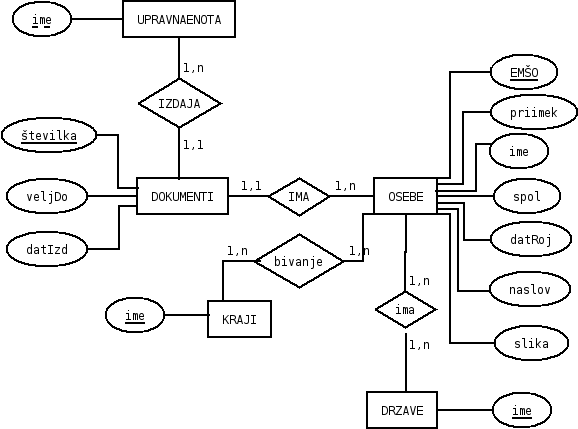 ime
UPRAVNAENOTA
1,n
IZDAJA
1,1
številka
veljDo
datIzd
DOKUMENTI
1,1
IMA
1,n
OSEBE
EMŠO
priimek
ime
spol
datRoj
naslov
slika
1,n
bivanje
1,n
ime
KRAJI
1,n
ima
1,n
DRZAVE
ime